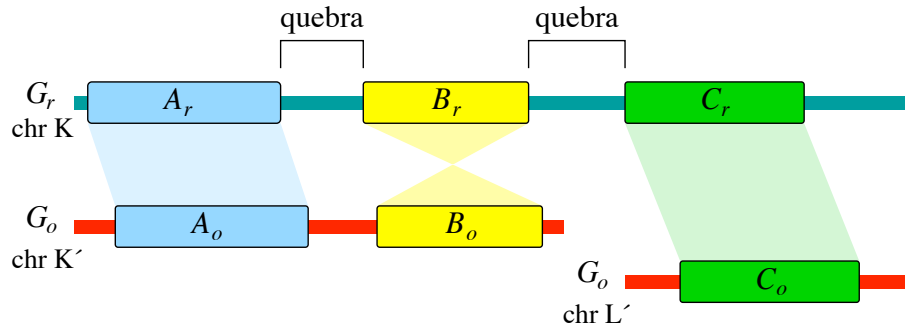 quebra quebra
G_r A_r B_r C_r
chr K
G_o A_o B_o
chr K´
G_o C_o
chr L´